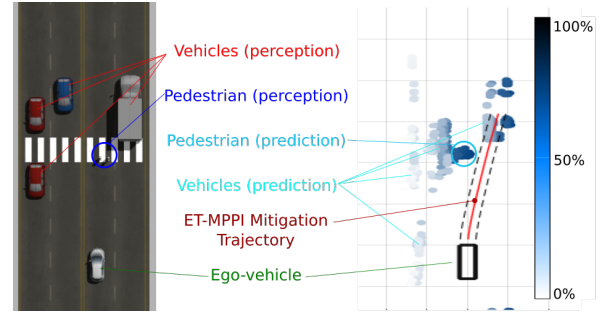 Vehicles (perception)
Pedestrian (perception)
Pedestrian (prediction)
Vehicles (prediction)
ET-MPPI Mitigation
Trajectory
Ego-vehicle
100%
50%
0%